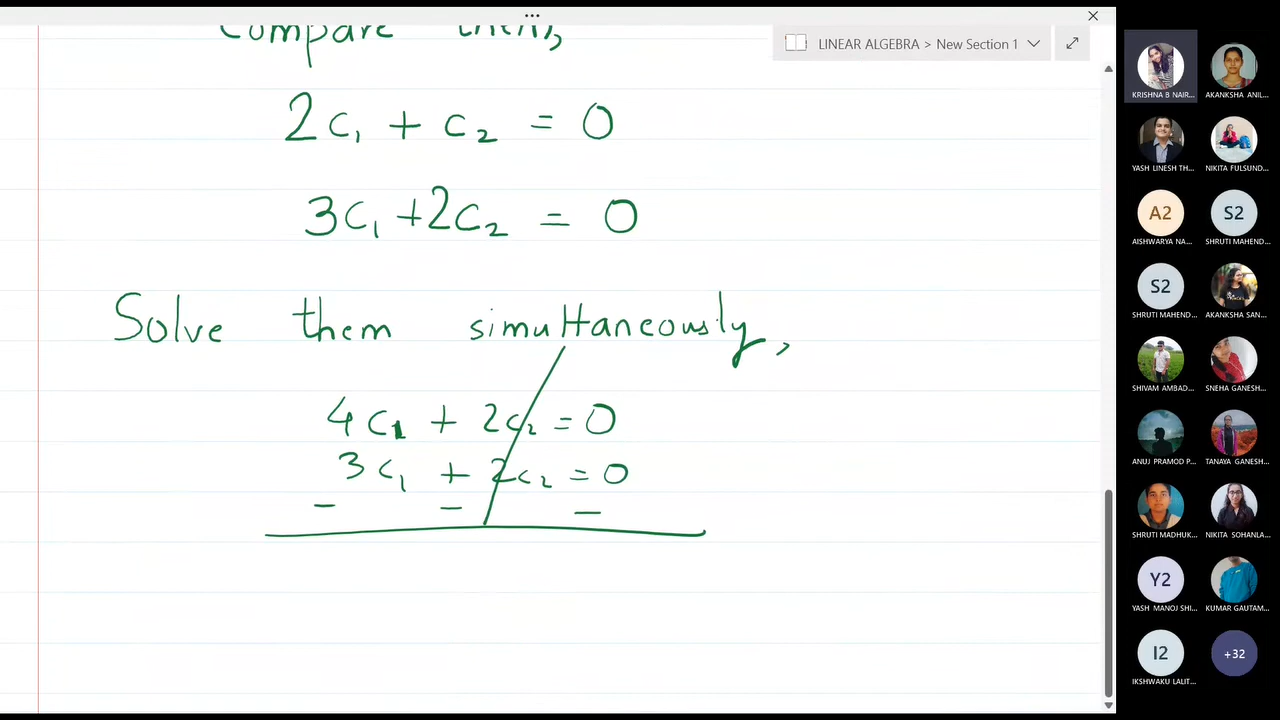 Compare them,
LINEAR ALGEBRA > New Section 1
2c₁ + c₂ = 0
3c₁ + 2c₂ = 0
Solve them simultaneously,
4c₁ + 2c₂ = 0
3c₁ + 2c₂ = 0
− − −
KRISHNA B NAIR...
AKANKSHA ANIL...
YASH LINESH TH...
NIKITA FULSUND...
A2
S2
AISHWARYA NA...
SHRUTI MAHEND...
S2
SHRUTI MAHEND...
AKANKSHA SAN...
SHIVAM AMBAD...
SNEHA GANESH...
ANUJ PRAMOD P...
TANAYA GANESH...
SHRUTI MADHUK...
NIKITA SOHANLA...
Y2
YASH MANOJ SHI...
KUMAR GAUTAM...
I2
+32
IKSHWAKU LALIT...